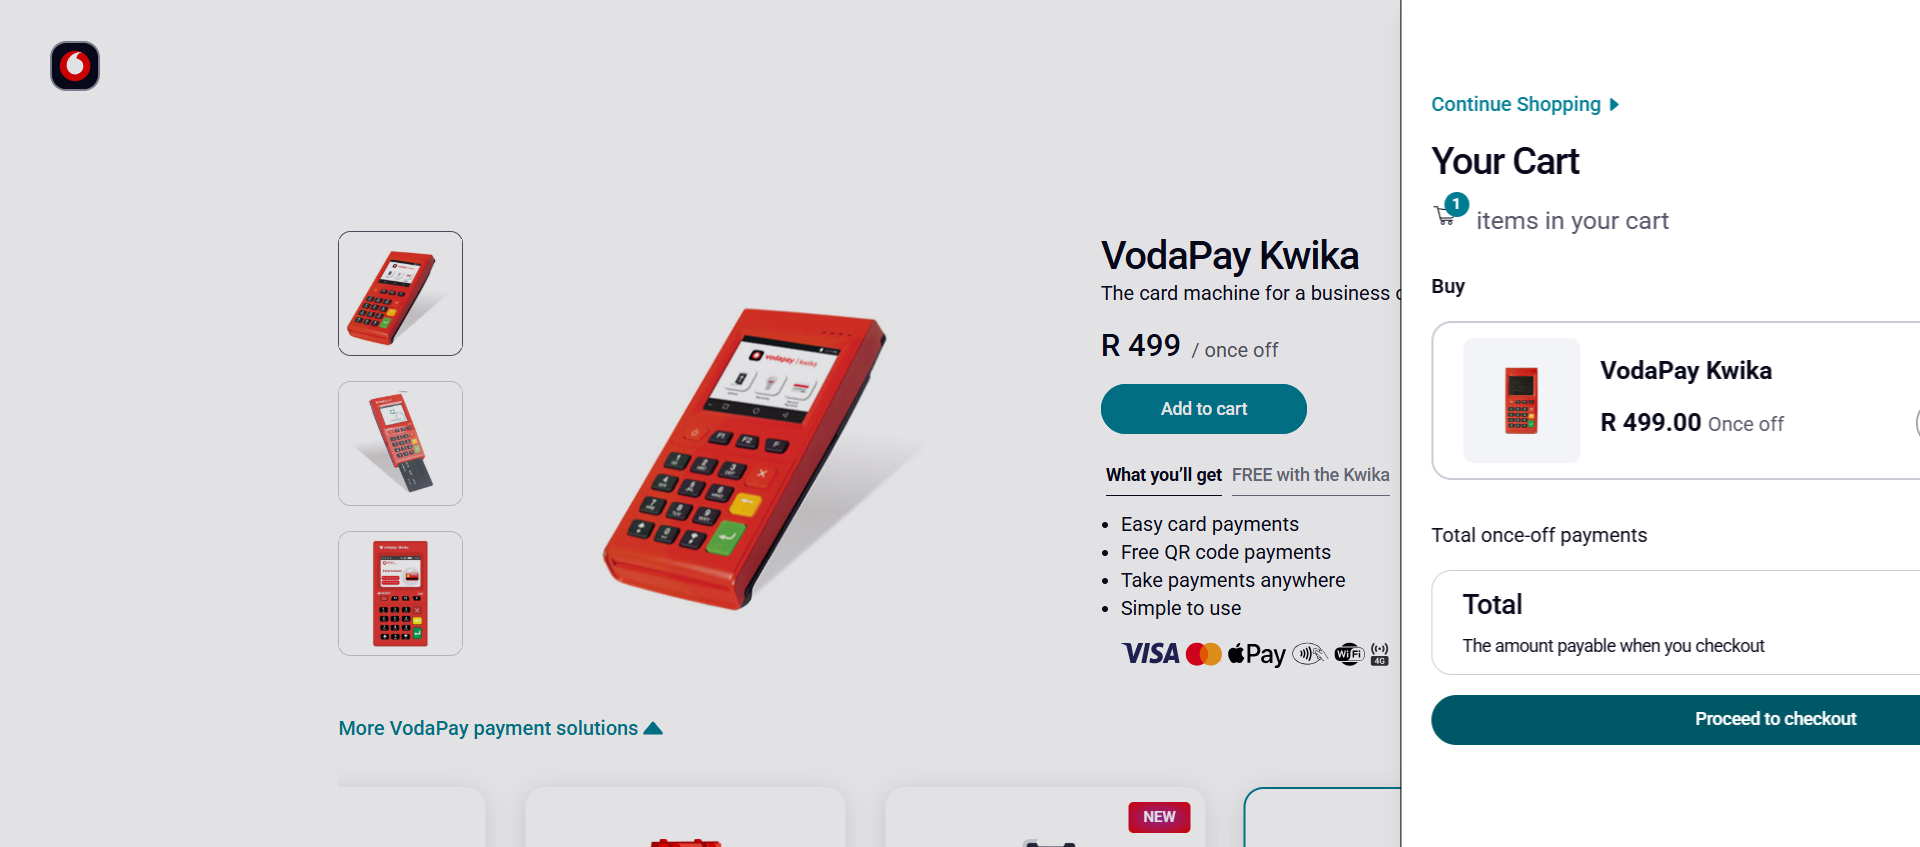 VodaPay Kwika
The card machine for a business
R 499 / once off
Add to cart
What you'll get
FREE with the Kwika
Easy card payments
Free QR code payments
Take payments anywhere
Simple to use
VISA
Pay
WiFi
4G
More VodaPay payment solutions
NEW
Continue Shopping
Your Cart
1 items in your cart
Buy
VodaPay Kwika
R 499.00 Once off
Total once-off payments
Total
The amount payable when you checkout
Proceed to checkout